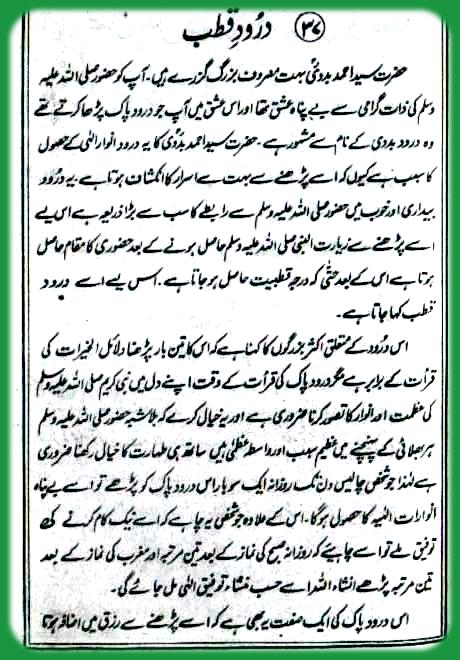 ۳۷ درُودِ قطب
حضرت سید احمد بدویؒ بہت معروف بزرگ گزرے ہیں۔ آپ کو حضور صلی اللہ علیہ
وسلم کی ذات گرامی سے بے پناہ عشق تھا اور اس عشق میں آپ جو درود پاک پڑھا کرتے تھے
وہ درود بدوی کے نام سے مشہور ہے۔ حضرت سید احمد بدویؒ کا یہ درود انوار الٰہی کے حصول
کا سبب ہے کیوں کہ اسے پڑھنے سے بہت سے اسرار کا انکشاف ہوتا ہے۔ یہ درُود
بیداری اور خوب میں حضور صلی اللہ علیہ وسلم سے رابطے کا سب سے بڑا ذریعہ ہے اس لیے
اسے پڑھنے سے زیارت النبی صلی اللہ علیہ وسلم حاصل ہونے کے بعد حضوری کا مقام حاصل
ہوتا ہے اس کے بعد حتّٰی کہ درجہ قطبیت حاصل ہو جاتا ہے۔ اس لیے اسے درود
قطب کہا جاتا ہے۔
اس درُود کے متعلق اکثر بزرگوں کا کہنا ہے کہ اس کا تین بار پڑھنا دلائل الخیرات کی
قرأت کے برابر ہے مگر درود پاک کی قرأت کے وقت اپنے دل میں نبی کریم صلی اللہ علیہ وسلم
کی عظمت اور انوار کا تصور کرنا ضروری ہے اور یہ خیال کرے کہ بلاشبہ حضور صلی اللہ علیہ وسلم
ہر بھلائی کے پہنچنے میں عظیم سبب اور واسطہ عظمٰی ہیں ساتھ ہی طہارت کا خیال رکھنا ضروری
ہے لہٰذا جو شخص چالیس دن تک روزانہ ایک سو بار اس درود پاک کو پڑھے تو اسے بے پناہ
انوارات الٰہیہ کا حصول ہوگا۔ اس کے علاوہ جو شخص یہ چاہے کہ اسے نیک کام کرنے کی
توفیق ملے تو اسے چاہیئے کہ روزانہ صبح کی نماز کے بعد تین مرتبہ اور مغرب کی نماز کے بعد
تین مرتبہ پڑھے انشاء اللہ اسے حسب منشاء توفیق الٰہی مل جائے گی۔
اس درود پاک کی ایک صفت یہ بھی ہے کہ اسے پڑھنے سے رزق میں اضافہ ہوتا